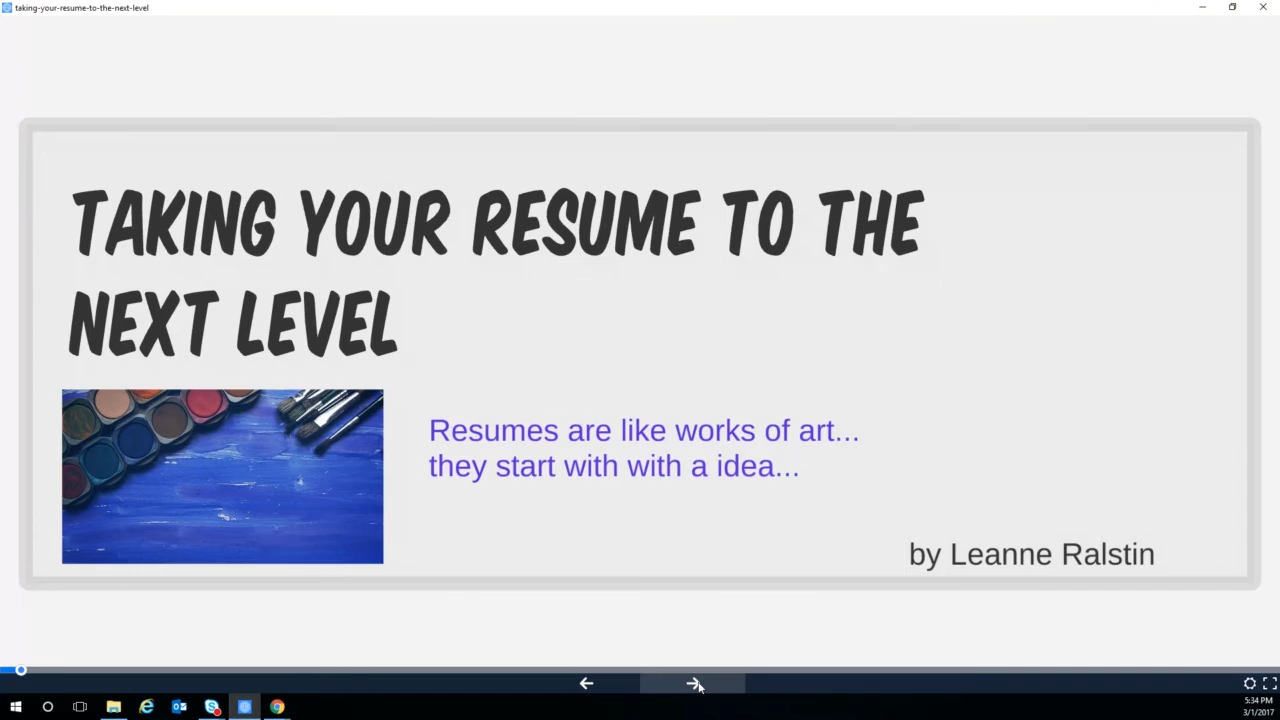 taking-your-resume-to-the-next-level
TAKING YOUR RESUME TO THE
NEXT LEVEL
Resumes are like works of art...
they start with with a idea...
by Leanne Ralstin
5:34 PM
3/1/2017